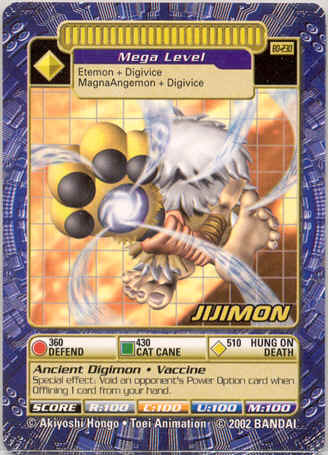 Mega Level
BO-230
Etemon + Digivice
MagnaAngemon + Digivice
JIJIMON
360 DEFEND
430 CAT CANE
510 HUNG ON DEATH
Ancient Digimon • Vaccine
Special effect: Void an opponent's Power Option card when
Offlining 1 card from your hand.
SCORE R:100 C:100 U:100 M:100
© Akiyoshi Hongo • Toei Animation © 2002 BANDAI